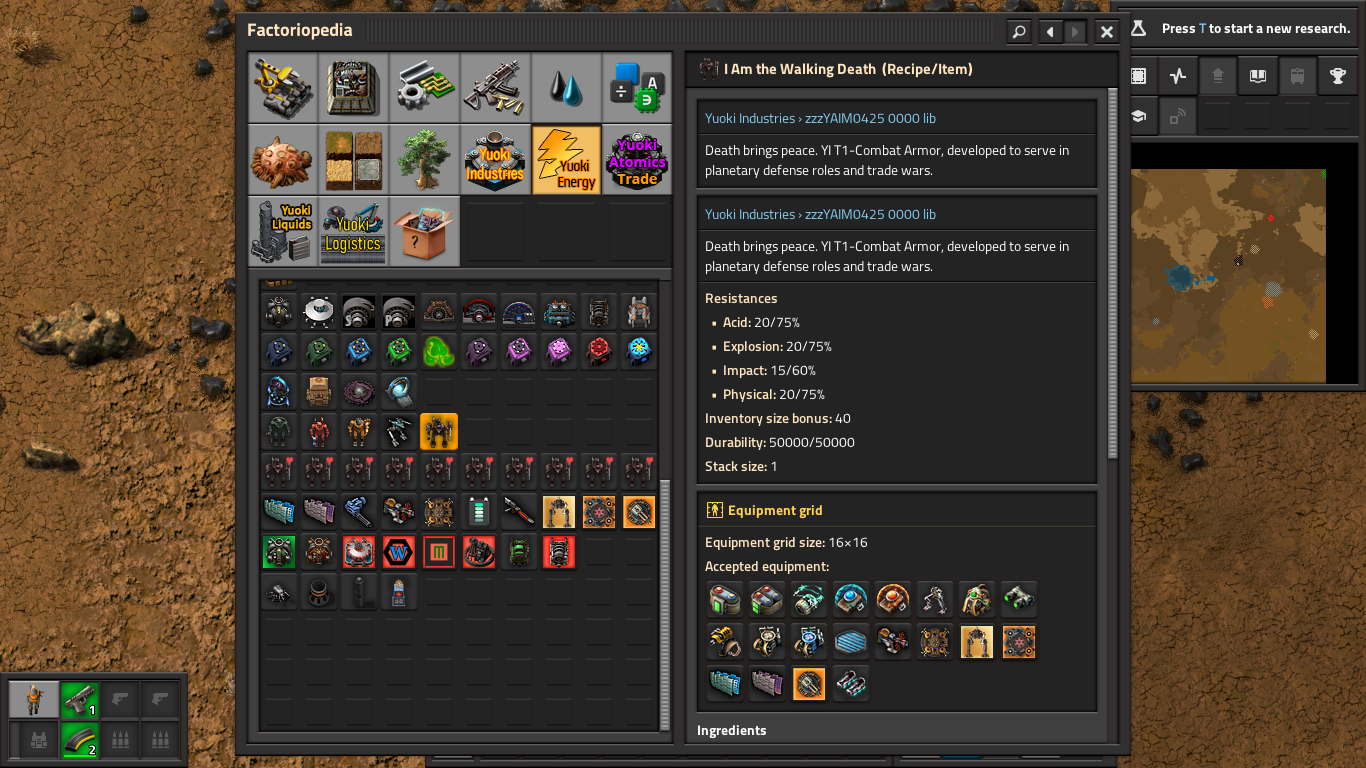 Factoriopedia
Press T to start a new research.
A
Yuoki
Industries
Yuoki
Energy
Yuoki
Atomics
Trade
Yuoki
Liquids
Yuoki
Logistics
?
I Am the Walking Death (Recipe/Item)
Yuoki Industries › zzzYAIM0425 0000 lib
Death brings peace. YI T1-Combat Armor, developed to serve in
planetary defense roles and trade wars.
Yuoki Industries › zzzYAIM0425 0000 lib
Death brings peace. YI T1-Combat Armor, developed to serve in
planetary defense roles and trade wars.
Resistances
▪ Acid: 20/75%
▪ Explosion: 20/75%
▪ Impact: 15/60%
▪ Physical: 20/75%
Inventory size bonus: 40
Durability: 50000/50000
Stack size: 1
Equipment grid
Equipment grid size: 16×16
Accepted equipment:
Ingredients
S
P
W
1
2